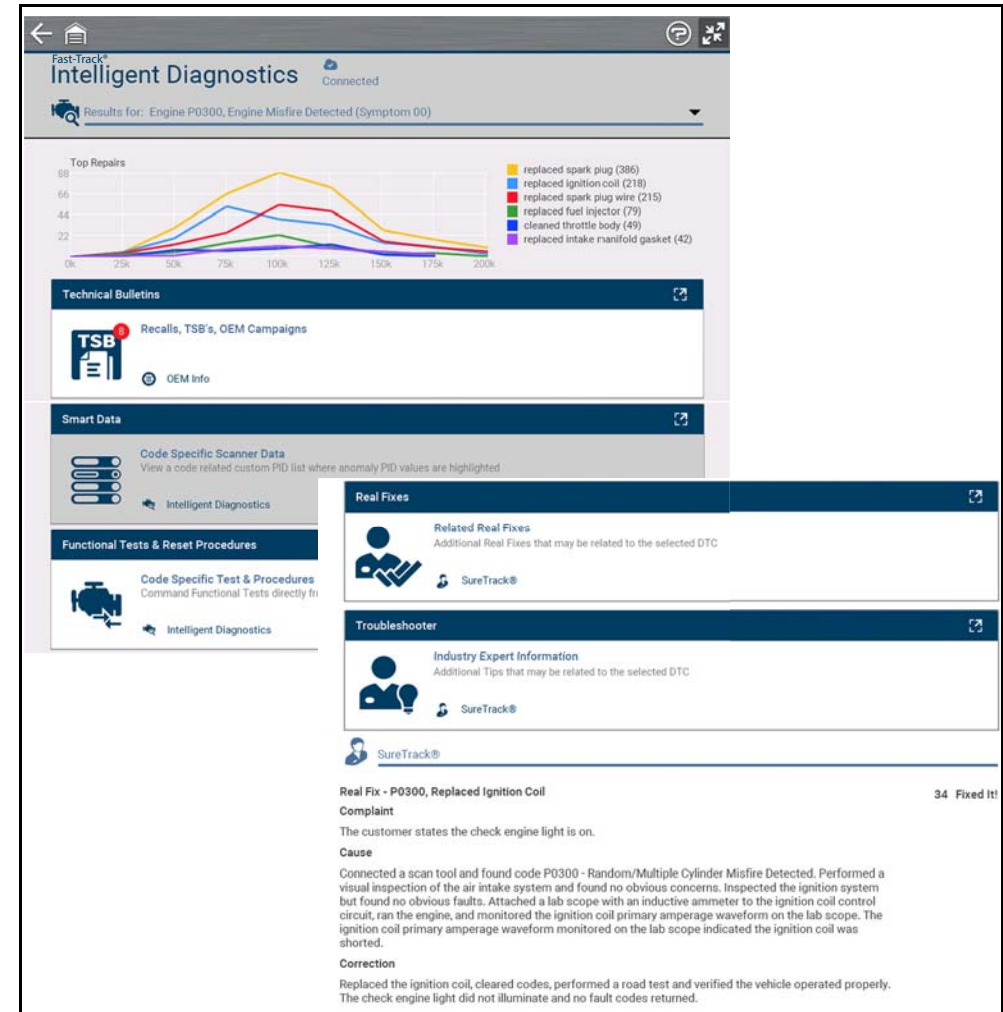 Fast-Track®
Intelligent Diagnostics
Connected
Results for: Engine P0300, Engine Misfire Detected (Symptom 00)
Top Repairs
88
66
44
22
0k 25k 50k 75k 100k 125k 150k 175k 200k
replaced spark plug (386)
replaced ignition coil (218)
replaced spark plug wire (215)
replaced fuel injector (79)
cleaned throttle body (49)
replaced intake manifold gasket (42)
Technical Bulletins
TSB
8
Recalls, TSB's, OEM Campaigns
OEM Info
Smart Data
Code Specific Scanner Data
View a code related custom PID list where anomaly PID values are highlighted
Intelligent Diagnostics
Functional Tests & Reset Procedures
Code Specific Test & Procedures
Command Functional Tests directly
Intelligent Diagnostics
Real Fixes
Related Real Fixes
Additional Real Fixes that may be related to the selected DTC
SureTrack®
Troubleshooter
Industry Expert Information
Additional Tips that may be related to the selected DTC
SureTrack®
SureTrack®
Real Fix - P0300, Replaced Ignition Coil
34 Fixed It!
Complaint
The customer states the check engine light is on.
Cause
Connected a scan tool and found code P0300 - Random/Multiple Cylinder Misfire Detected. Performed a
visual inspection of the air intake system and found no obvious concerns. Inspected the ignition system
but found no obvious faults. Attached a lab scope with an inductive ammeter to the ignition coil control
circuit, ran the engine, and monitored the ignition coil primary amperage waveform on the lab scope. The
ignition coil primary amperage waveform monitored on the lab scope indicated the ignition coil was
shorted.
Correction
Replaced the ignition coil, cleared codes, performed a road test and verified the vehicle operated properly.
The check engine light did not illuminate and no fault codes returned.